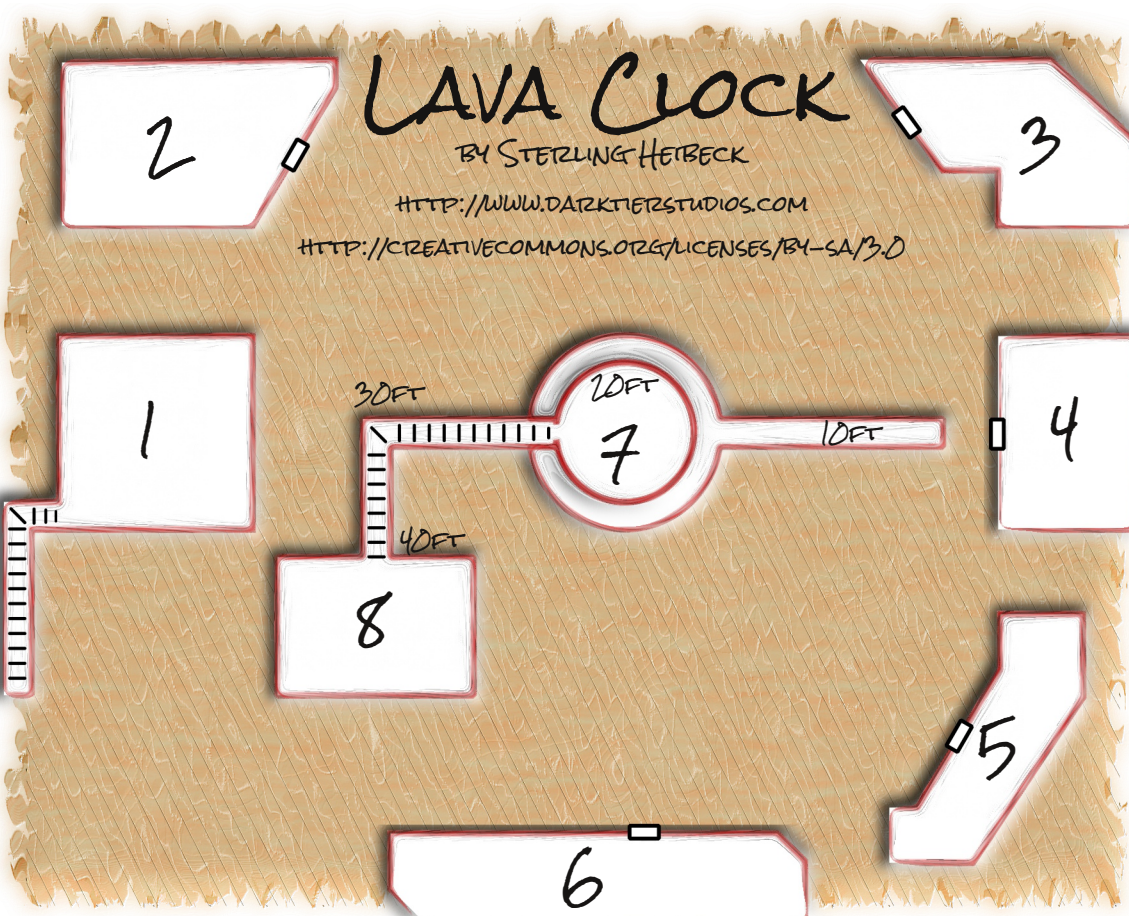 LAVA CLOCK
BY STERLING HEIBECK
HTTP://WWW.DARKTIERSTUDIOS.COM
HTTP://CREATIVECOMMONS.ORG/LICENSES/BY-SA/3.0
2
3
1
30FT
20FT
7
10FT
4
40FT
8
5
6